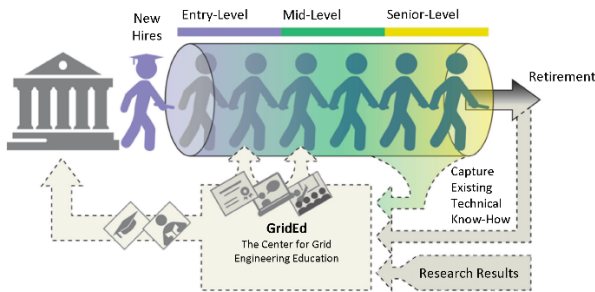 New
Hires
Entry-Level
Mid-Level
Senior-Level
Retirement
Capture
Existing
Technical
Know-How
GridEd
The Center for Grid
Engineering Education
Research Results